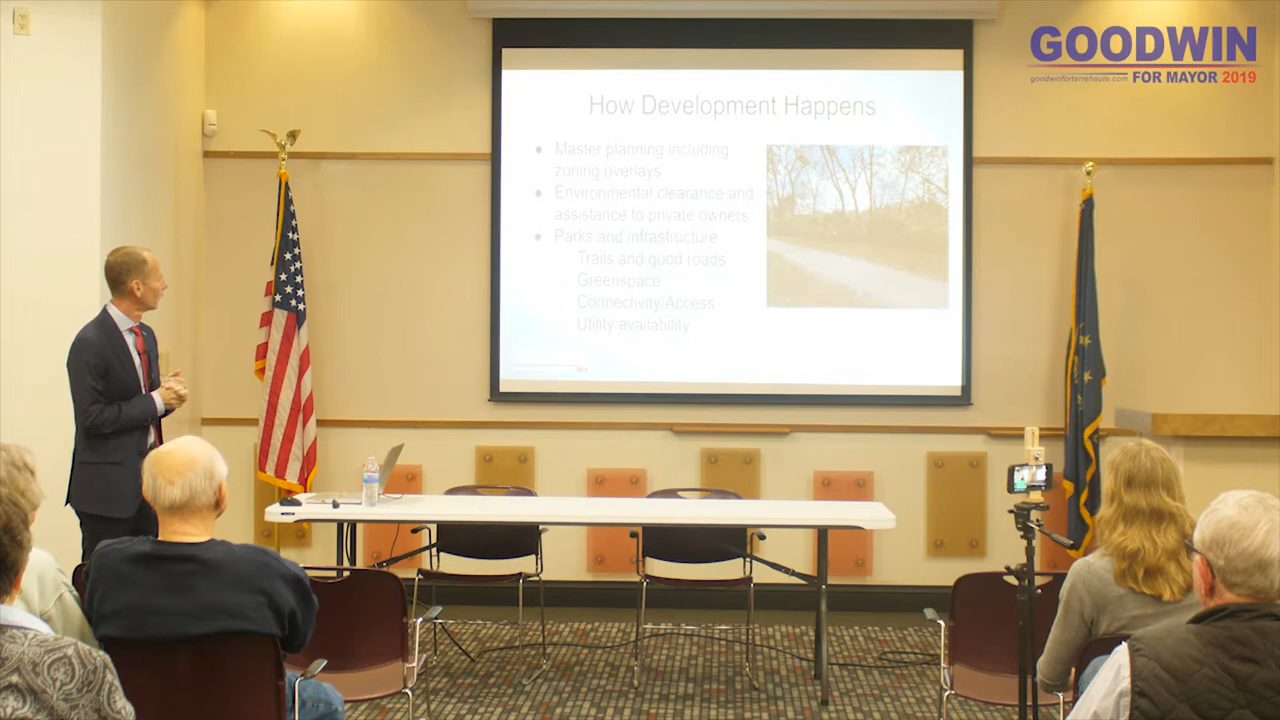 GOODWIN
goodwinforterrehaute.com FOR MAYOR 2019
How Development Happens
● Master planning including
zoning overlays
● Environmental clearance and
assistance to private owners
● Parks and infrastructure
Trails and good roads
Greenspace
Connectivity/Access
Utility availability